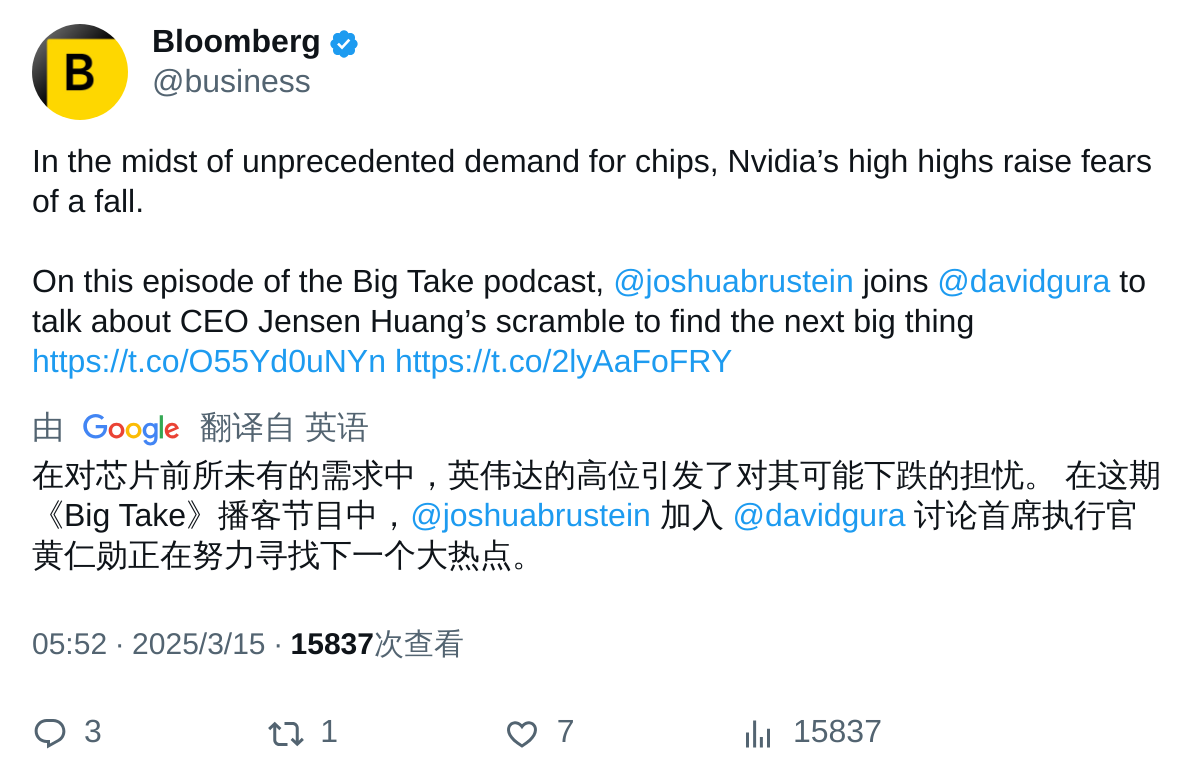 B
Bloomberg
@business
In the midst of unprecedented demand for chips, Nvidia’s high highs raise fears
of a fall.
On this episode of the Big Take podcast, @joshuabrustein joins @davidgura to
talk about CEO Jensen Huang’s scramble to find the next big thing
https://t.co/O55Yd0uNYn https://t.co/2lyAaFoFRY
由 Google 翻译自 英语
在对芯片前所未有的需求中，英伟达的高位引发了对其可能下跌的担忧。 在这期
《Big Take》播客节目中，@joshuabrustein 加入 @davidgura 讨论首席执行官
黄仁勋正在努力寻找下一个大热点。
05:52 · 2025/3/15 · 15837次查看
3 1 7 15837